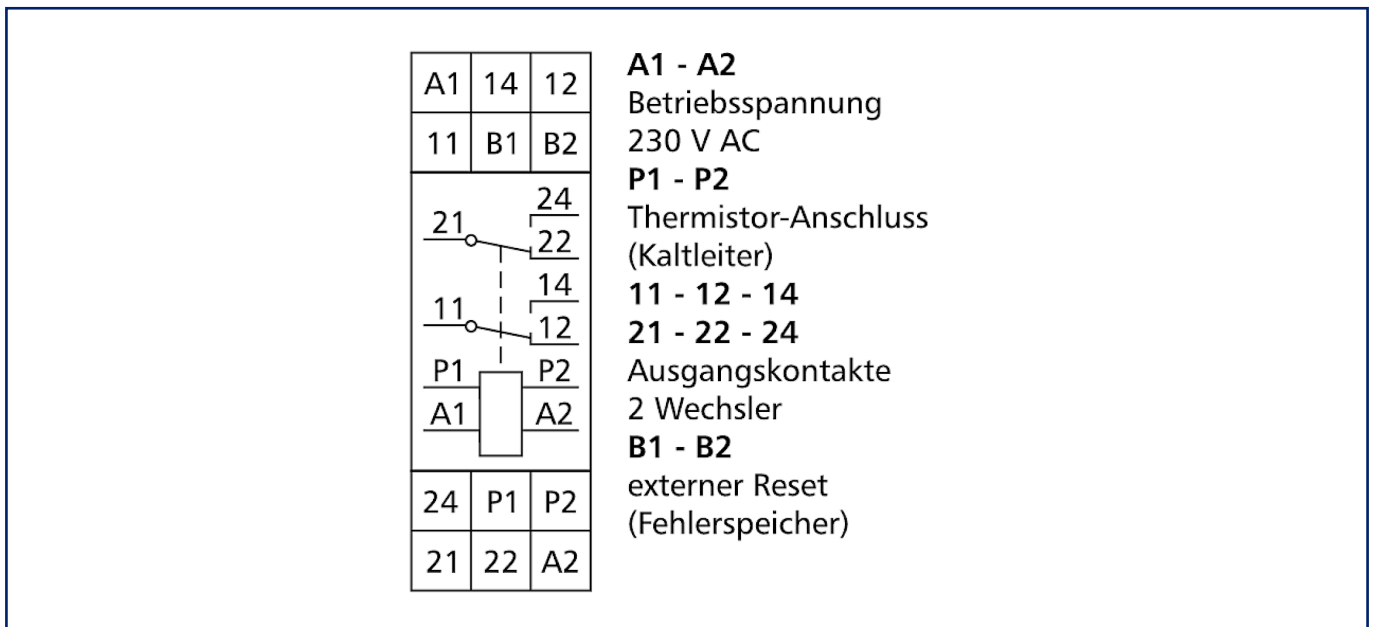 A1 14 12
11 B1 B2
24
21
22
14
11
12
P1 P2
A1 A2
24 P1 P2
21 22 A2
A1 - A2
Betriebsspannung
230 V AC
P1 - P2
Thermistor-Anschluss
(Kaltleiter)
11 - 12 - 14
21 - 22 - 24
Ausgangskontakte
2 Wechsler
B1 - B2
externer Reset
(Fehlerspeicher)